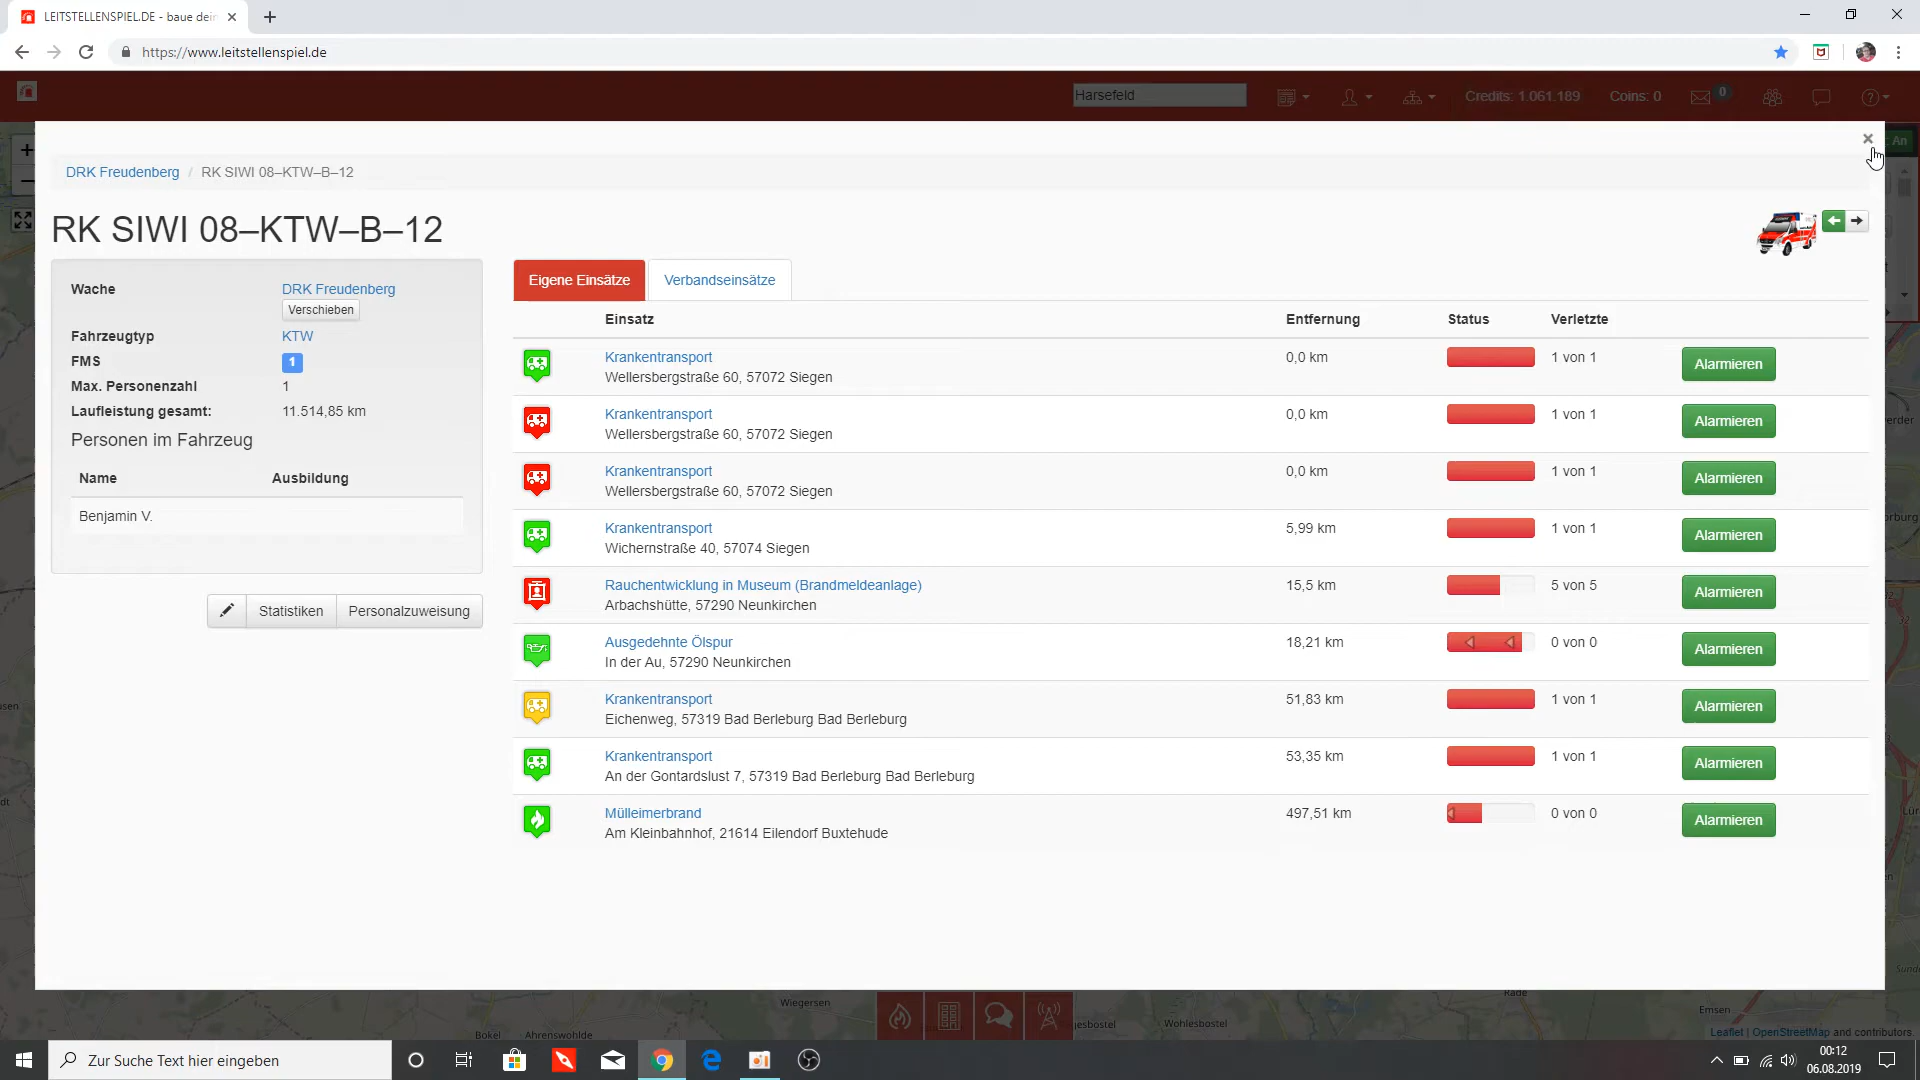 LEITSTELLENSPIEL.DE - baue dein
https://www.leitstellenspiel.de
Harsefeld
Credits: 1.061.189
Coins: 0
0
An
DRK Freudenberg / RK SIWI 08–KTW–B–12
RK SIWI 08–KTW–B–12
Wache
DRK Freudenberg
Verschieben
Fahrzeugtyp
KTW
FMS
1
Max. Personenzahl
1
Laufleistung gesamt:
11.514,85 km
Personen im Fahrzeug
Name Ausbildung
Benjamin V.
Statistiken
Personalzuweisung
Eigene Einsätze
Verbandseinsätze
Einsatz Entfernung Status Verletzte
Krankentransport 0,0 km 1 von 1 Alarmieren
Wellersbergstraße 60, 57072 Siegen
Krankentransport 0,0 km 1 von 1 Alarmieren
Wellersbergstraße 60, 57072 Siegen
Krankentransport 0,0 km 1 von 1 Alarmieren
Wellersbergstraße 60, 57072 Siegen
Krankentransport 5,99 km 1 von 1 Alarmieren
Wichernstraße 40, 57074 Siegen
Rauchentwicklung in Museum (Brandmeldeanlage) 15,5 km 5 von 5 Alarmieren
Arbachshütte, 57290 Neunkirchen
Ausgedehnte Ölspur 18,21 km 0 von 0 Alarmieren
In der Au, 57290 Neunkirchen
Krankentransport 51,83 km 1 von 1 Alarmieren
Eichenweg, 57319 Bad Berleburg Bad Berleburg
Krankentransport 53,35 km 1 von 1 Alarmieren
An der Gontardslust 7, 57319 Bad Berleburg Bad Berleburg
Mülleimerbrand 497,51 km 0 von 0 Alarmieren
Am Kleinbahnhof, 21614 Eilendorf Buxtehude
Wiegersen
Rade
Bokel
Ahrenswohlde
Wohlesbostel
Emsen
Leaflet | OpenStreetMap and contributors
Zur Suche Text hier eingeben
00:12
06.08.2019